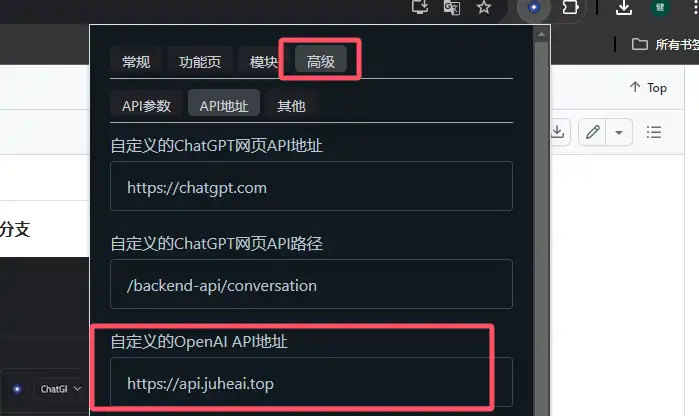 健
所有书签
常规 功能页 模块 高级
Top
API参数 API地址 其他
自定义的ChatGPT网页API地址
https://chatgpt.com
分支
自定义的ChatGPT网页API路径
/backend-api/conversation
自定义的OpenAI API地址
https://api.juheai.top
ChatGI